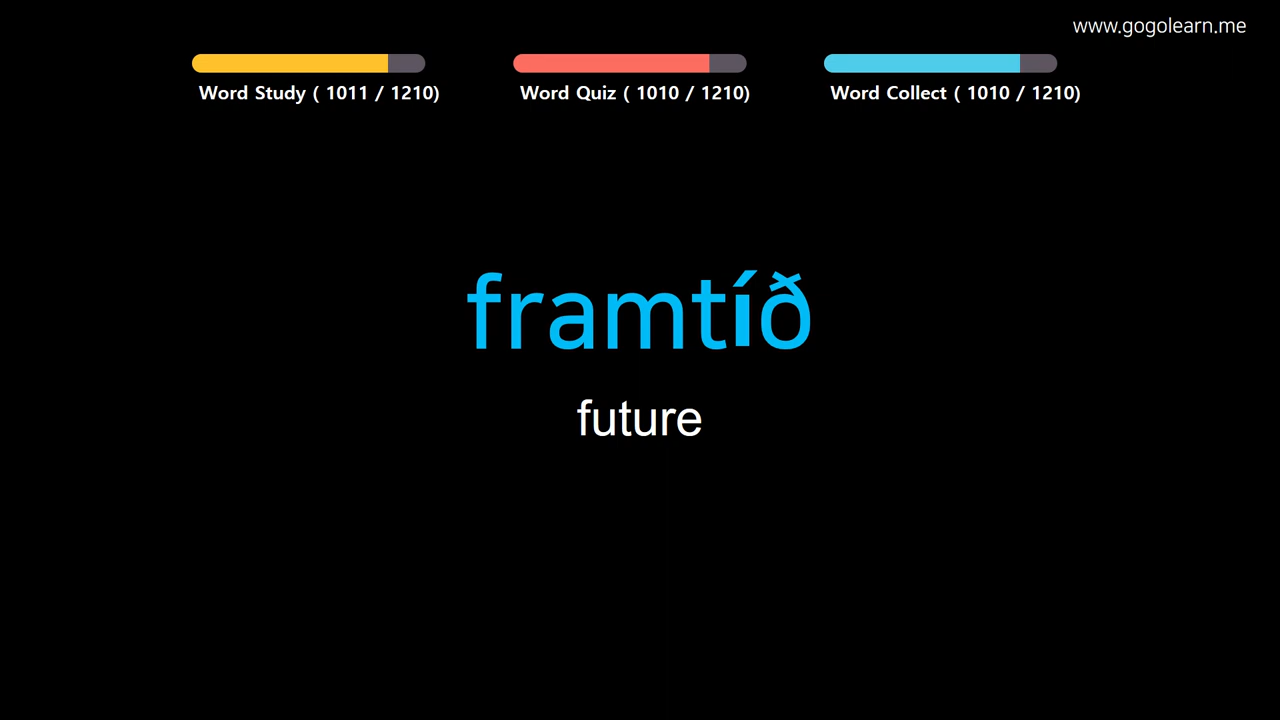 www.gogolearn.me
Word Study ( 1011 / 1210)
Word Quiz ( 1010 / 1210)
Word Collect ( 1010 / 1210)
framtíð
future